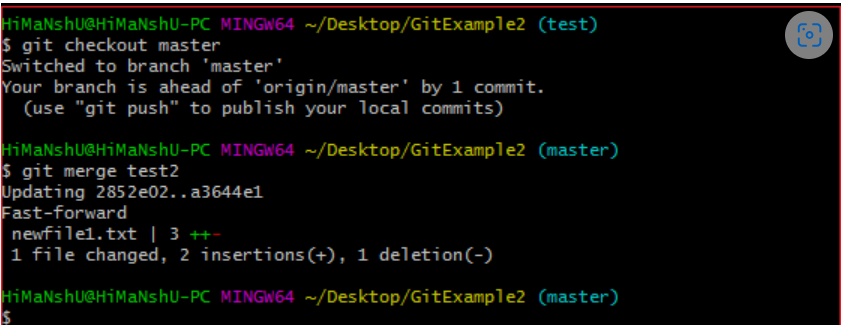 HiMaNshU@HiMaNshU-PC MINGW64 ~/Desktop/GitExample2 (test)
$ git checkout master
Switched to branch 'master'
Your branch is ahead of 'origin/master' by 1 commit.
  (use "git push" to publish your local commits)

HiMaNshU@HiMaNshU-PC MINGW64 ~/Desktop/GitExample2 (master)
$ git merge test2
Updating 2852e02..a3644e1
Fast-forward
 newfile1.txt | 3 ++-
 1 file changed, 2 insertions(+), 1 deletion(-)

HiMaNshU@HiMaNshU-PC MINGW64 ~/Desktop/GitExample2 (master)
$